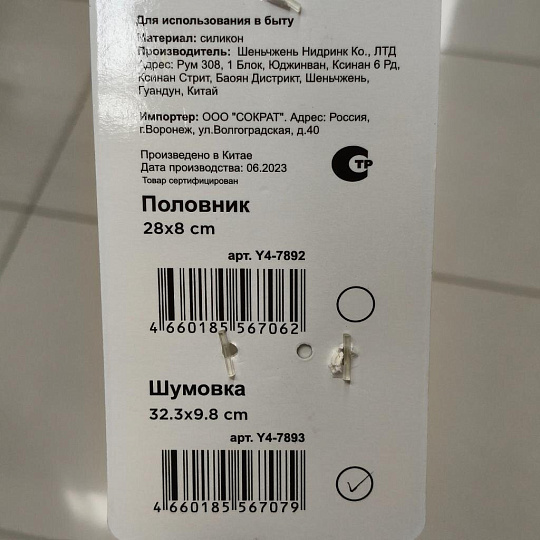 Для использования в быту
Материал: силикон
Производитель: Шеньчжень Нидринк Ко., ЛТД
Адрес: Рум 308, 1 Блок, Юджинван, Ксинан 6 Рд,
Ксинан Стрит, Баоян Дистрикт, Шеньчжень,
Гуандун, Китай
Импортер: ООО "СОКРАТ". Адрес: Россия,
г.Воронеж, ул.Волгоградская, д.40
Произведено в Китае
Дата производства: 06.2023
Товар сертифицирован
СТР
Половник
28x8 cm
арт. Y4-7892
4 660185 567062
Шумовка
32.3x9.8 cm
арт. Y4-7893
4 660185 567079